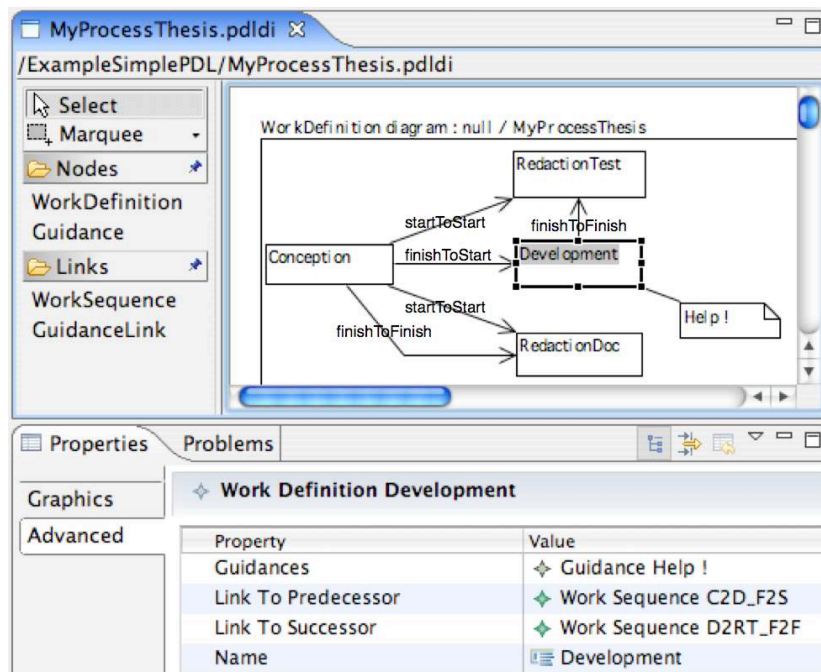 MyProcessThesis.pdldi
/ExampleSimplePDL/MyProcessThesis.pdldi
Select
Marquee
Nodes
WorkDefinition
Guidance
Links
WorkSequence
GuidanceLink
WorkDefinition diagram : null / MyProcessThesis
RedactionTest
startToStart
finishToFinish
Conception
finishToStart
Development
startToStart
Help !
finishToFinish
RedactionDoc
Properties
Problems
Graphics
Advanced
Work Definition Development
Property Value
Guidances Guidance Help !
Link To Predecessor Work Sequence C2D_F2S
Link To Successor Work Sequence D2RT_F2F
Name Development